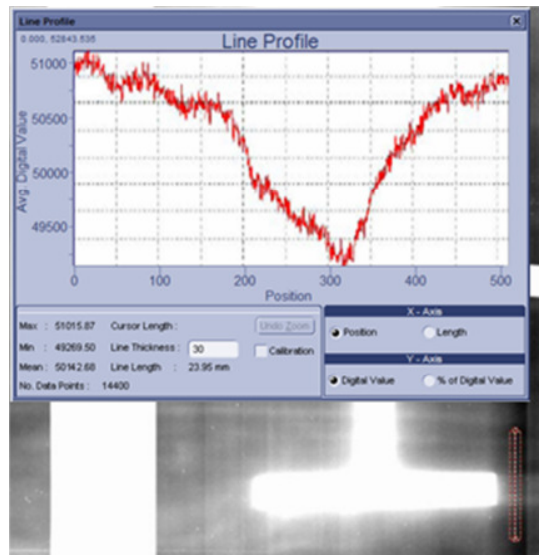 Line Profile
0.000, 52843.535
Line Profile
51000
50500
50000
49500
Avg. Digital Value
0 100 200 300 400 500
Position
Max : 51015.87 Cursor Length : Undo Zoom
Min : 49269.50 Line Thickness : 30 Calibration
Mean : 50142.68 Line Length : 23.95 mm
No. Data Points : 14400
X - Axis
Position Length
Y - Axis
Digital Value % of Digital Value